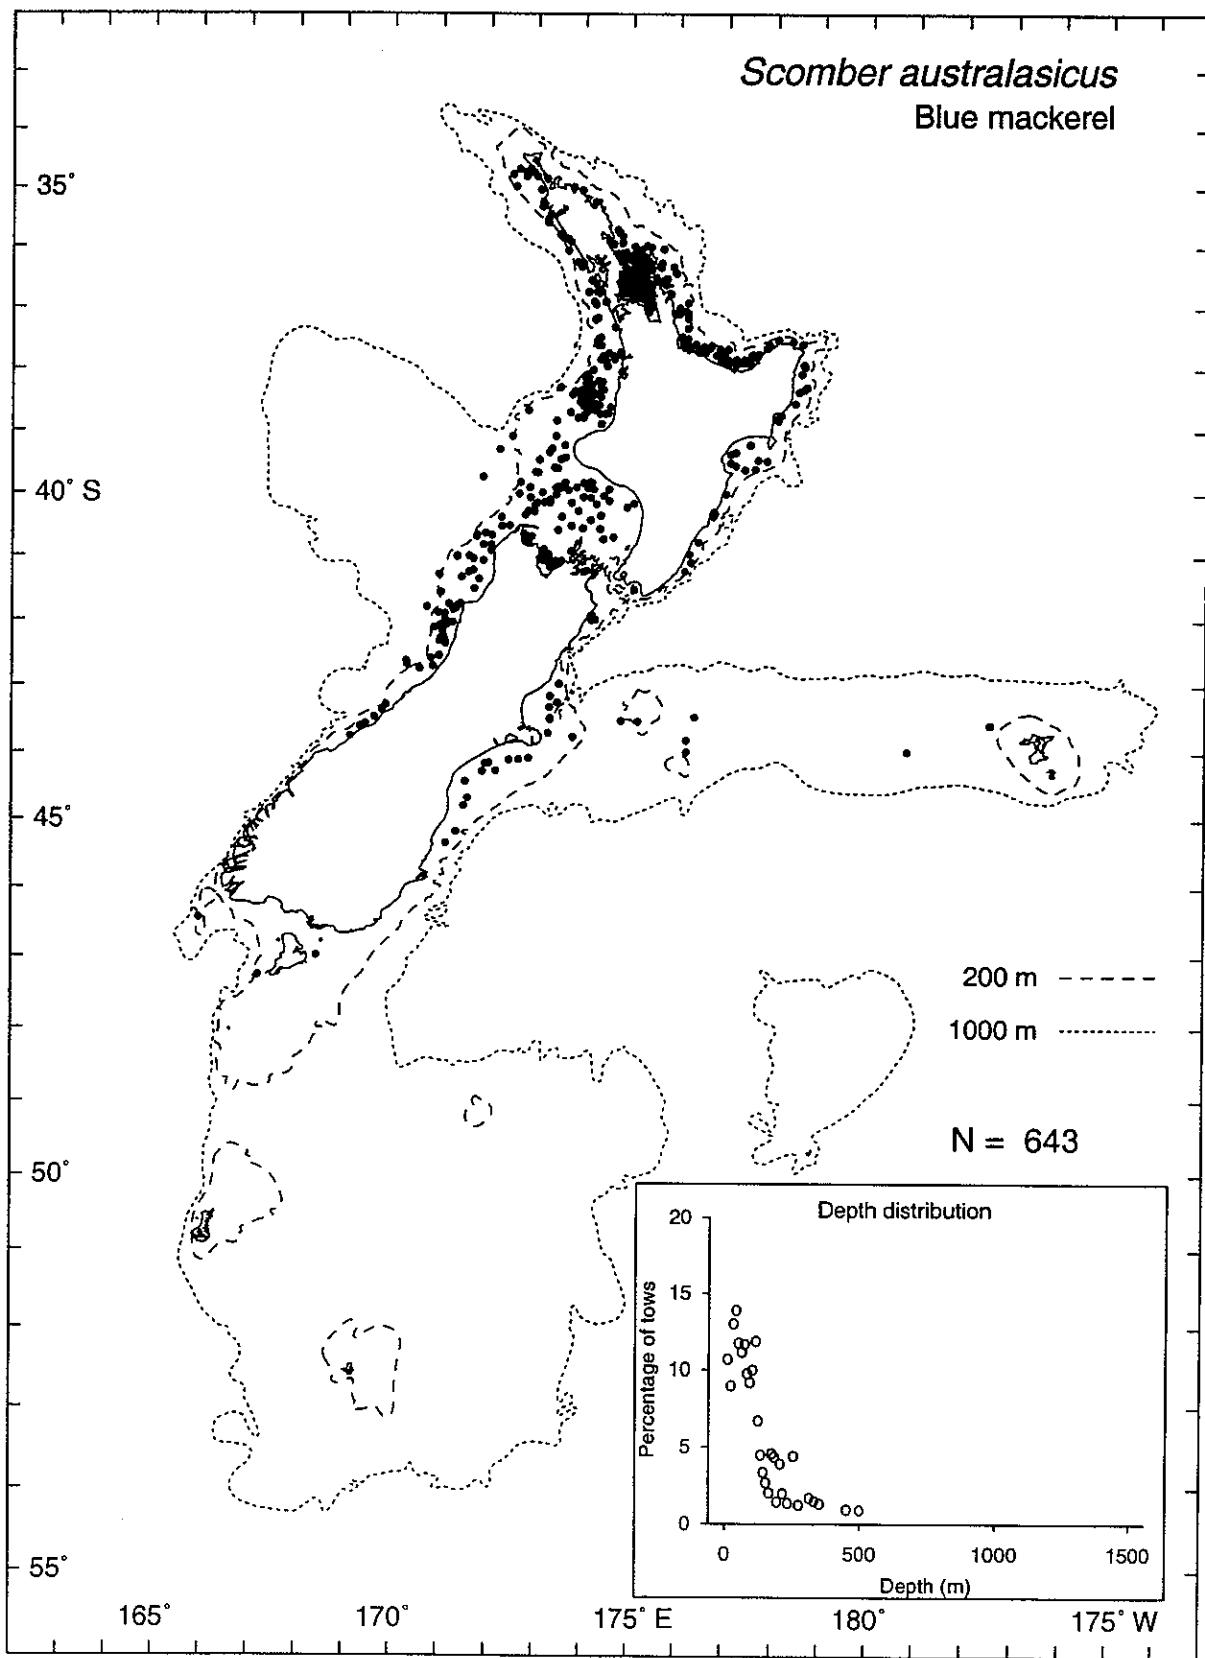 Scomber australasicus
Blue mackerel
35°
40° S
45°
50°
55°
200 m
1000 m
N = 643
Depth distribution
Percentage of tows
20
15
10
5
0
0 500 1000 1500
Depth (m)
165° 170° 175° E 180° 175° W